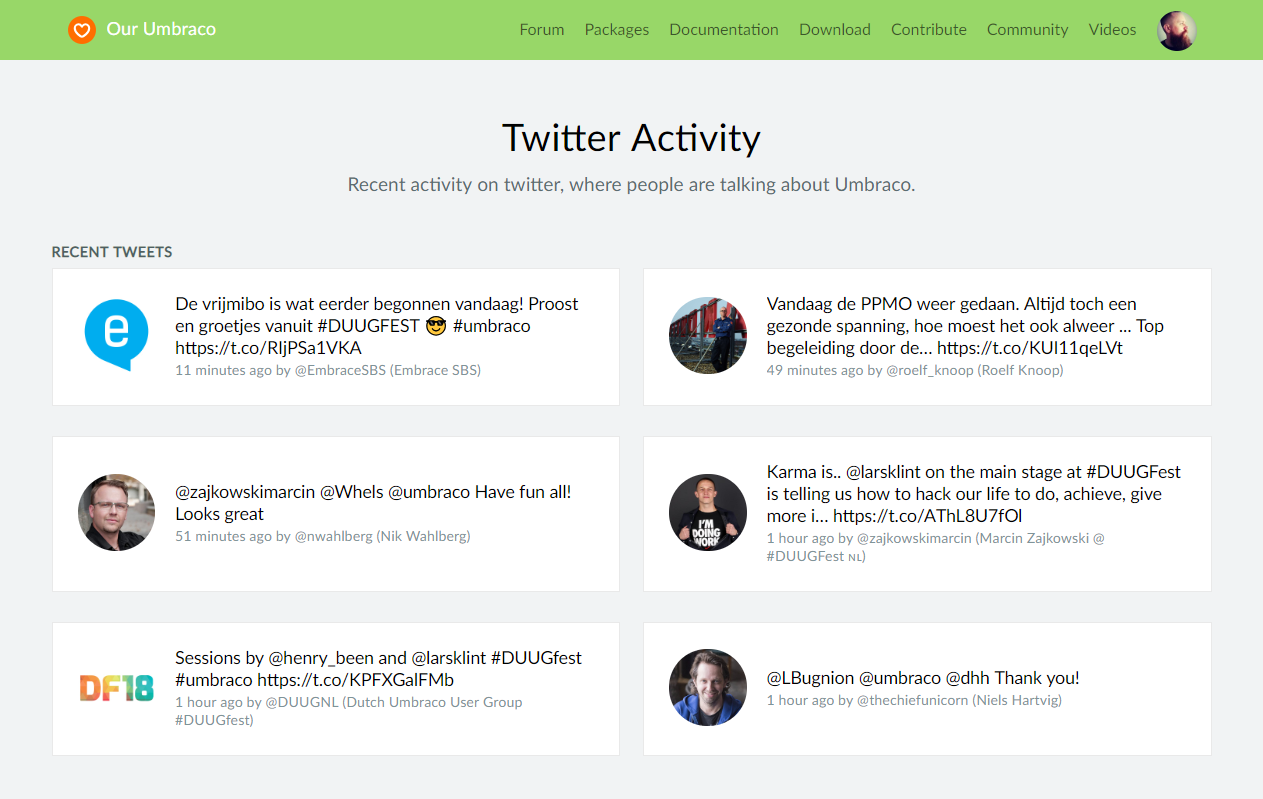 Our Umbraco
Forum Packages Documentation Download Contribute Community Videos
Twitter Activity
Recent activity on twitter, where people are talking about Umbraco.
RECENT TWEETS
e
De vrijmibo is wat eerder begonnen vandaag! Proost
en groetjes vanuit #DUUGFEST 😎 #umbraco
https://t.co/RIjPSa1VKA
11 minutes ago by @EmbraceSBS (Embrace SBS)
Vandaag de PPMO weer gedaan. Altijd toch een
gezonde spanning, hoe moest het ook alweer ... Top
begeleiding door de… https://t.co/KUI11qeLVt
49 minutes ago by @roelf_knoop (Roelf Knoop)
@zajkowskimarcin @Whels @umbraco Have fun all!
Looks great
51 minutes ago by @nwahlberg (Nik Wahlberg)
I'M
DOING
WORK
Karma is.. @larsklint on the main stage at #DUUGFest
is telling us how to hack our life to do, achieve, give
more i… https://t.co/AThL8U7fOl
1 hour ago by @zajkowskimarcin (Marcin Zajkowski @
#DUUGFest ɴʟ)
DF18
Sessions by @henry_been and @larsklint #DUUGfest
#umbraco https://t.co/KPFXGalFMb
1 hour ago by @DUUGNL (Dutch Umbraco User Group
#DUUGfest)
@LBugnion @umbraco @dhh Thank you!
1 hour ago by @thechiefunicorn (Niels Hartvig)